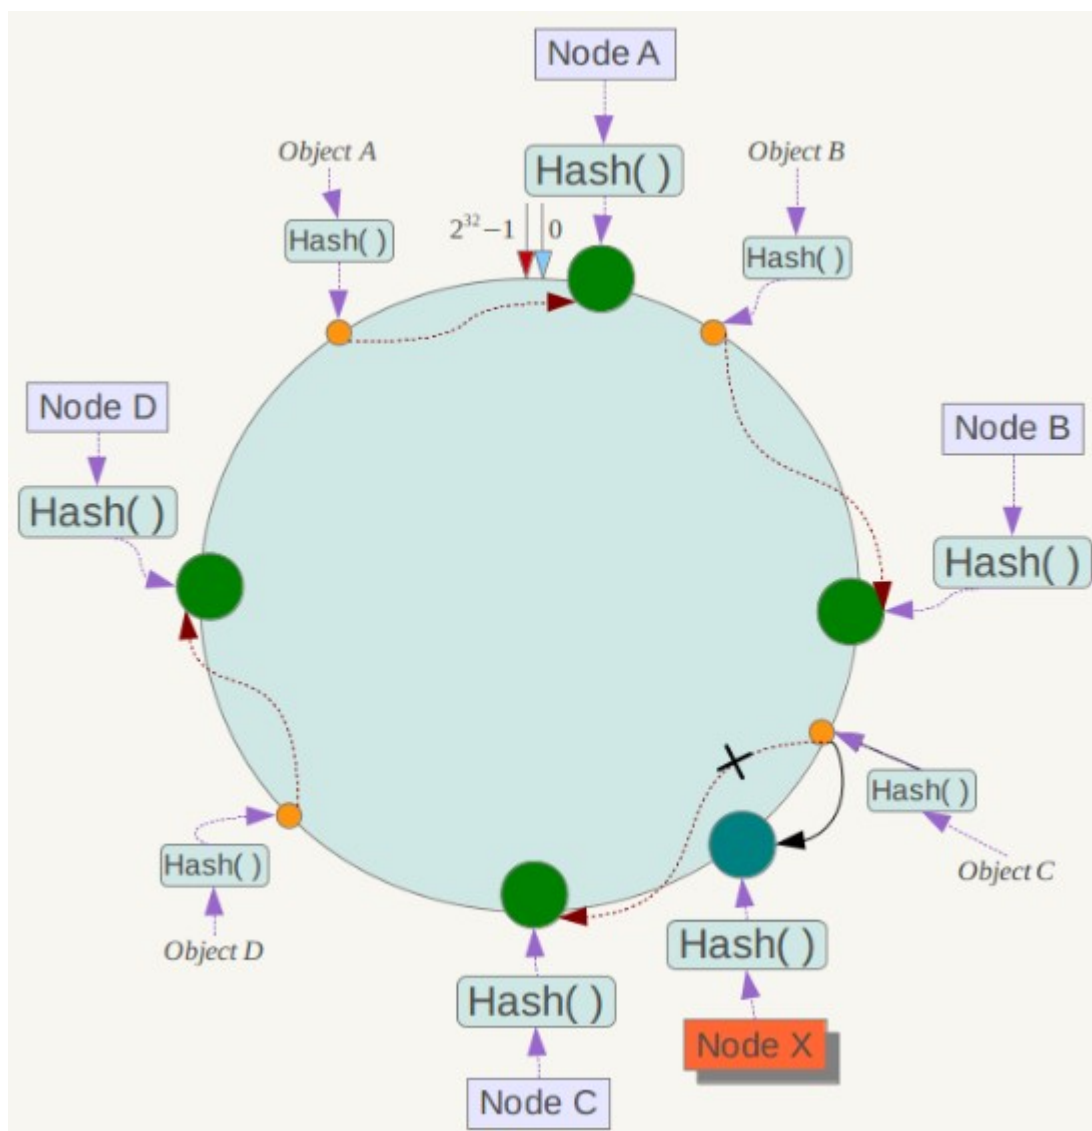 Node A
Object A
Object B
Hash( )
2³²−1
0
Hash( )
Hash( )
Node D
Node B
Hash( )
Hash( )
Hash( )
Object C
Hash( )
Object D
Hash( )
Hash( )
Node X
Node C